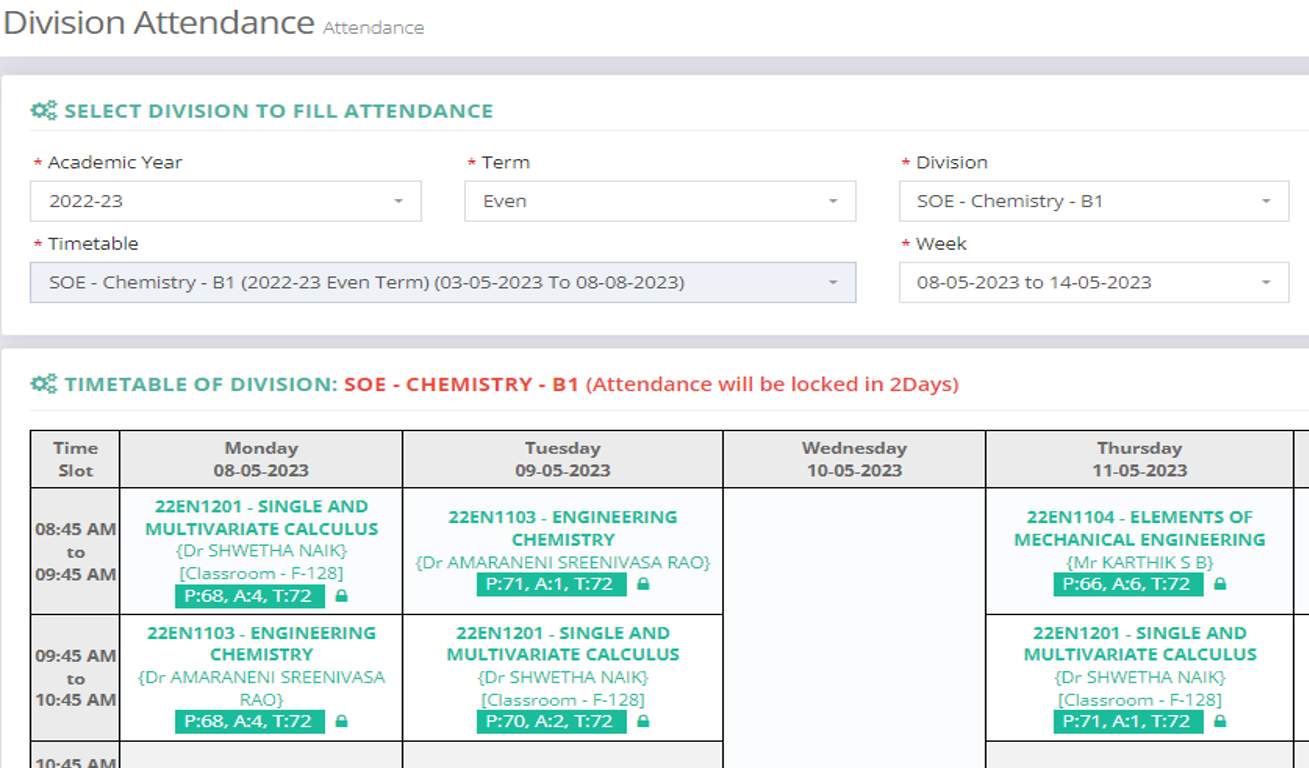 Division Attendance Attendance
SELECT DIVISION TO FILL ATTENDANCE
* Academic Year
* Term
* Division
2022-23
Even
SOE - Chemistry - B1
* Timetable
* Week
SOE - Chemistry - B1 (2022-23 Even Term) (03-05-2023 To 08-08-2023)
08-05-2023 to 14-05-2023
TIMETABLE OF DIVISION: SOE - CHEMISTRY - B1 (Attendance will be locked in 2Days)
Time
Slot
Monday
08-05-2023
Tuesday
09-05-2023
Wednesday
10-05-2023
Thursday
11-05-2023
08:45 AM
to
09:45 AM
22EN1201 - SINGLE AND
MULTIVARIATE CALCULUS
{Dr SHWETHA NAIK}
[Classroom - F-128]
P:68, A:4, T:72
22EN1103 - ENGINEERING
CHEMISTRY
{Dr AMARANENI SREENIVASA RAO}
P:71, A:1, T:72
22EN1104 - ELEMENTS OF
MECHANICAL ENGINEERING
{Mr KARTHIK S B}
P:66, A:6, T:72
09:45 AM
to
10:45 AM
22EN1103 - ENGINEERING
CHEMISTRY
{Dr AMARANENI SREENIVASA
RAO}
P:68, A:4, T:72
22EN1201 - SINGLE AND
MULTIVARIATE CALCULUS
{Dr SHWETHA NAIK}
[Classroom - F-128]
P:70, A:2, T:72
22EN1201 - SINGLE AND
MULTIVARIATE CALCULUS
{Dr SHWETHA NAIK}
[Classroom - F-128]
P:71, A:1, T:72
10:45 AM